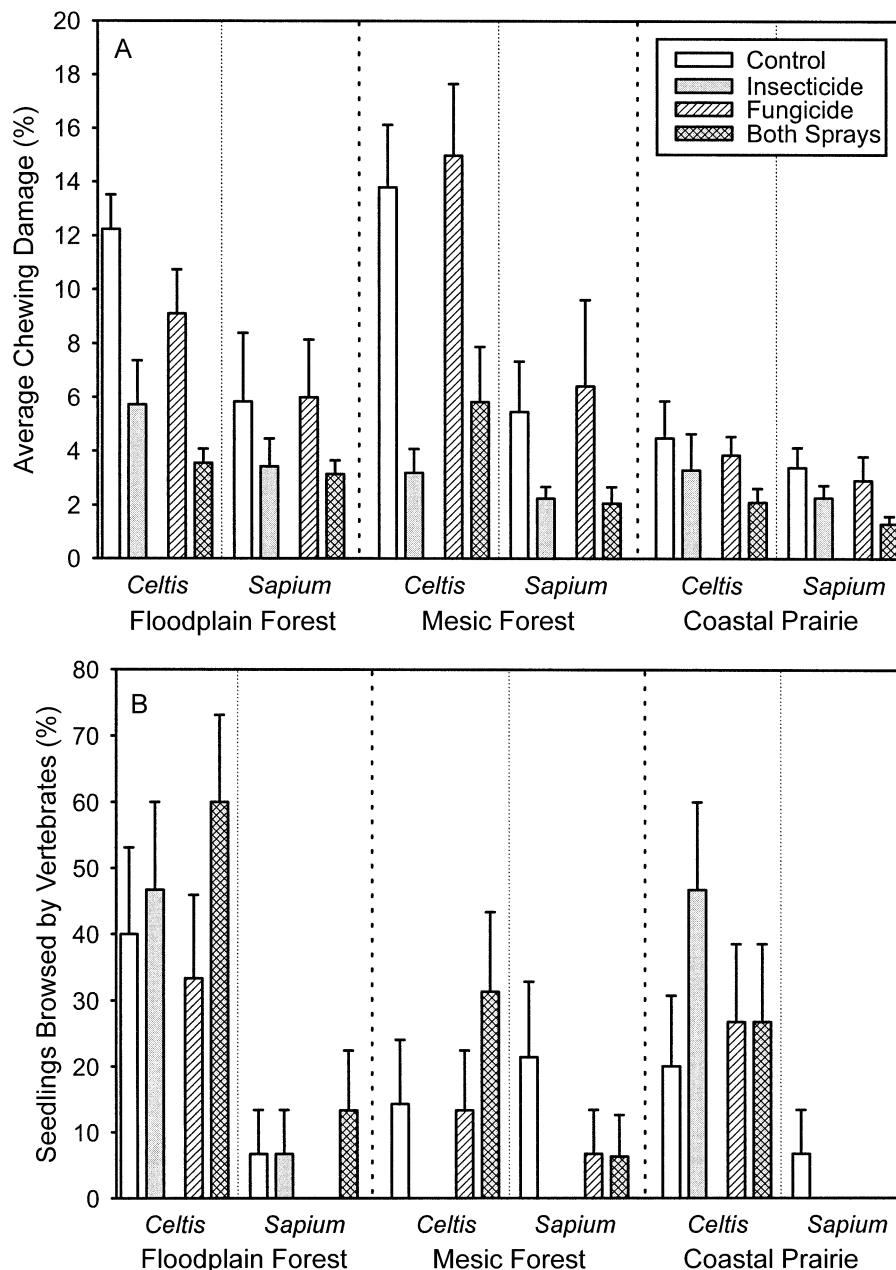 A
Control
Insecticide
Fungicide
Both Sprays
Average Chewing Damage (%)
20
18
16
14
12
10
8
6
4
2
0
Celtis Sapium Celtis Sapium Celtis Sapium
Floodplain Forest Mesic Forest Coastal Prairie
B
Seedlings Browsed by Vertebrates (%)
80
70
60
50
40
30
20
10
0
Celtis Sapium Celtis Sapium Celtis Sapium
Floodplain Forest Mesic Forest Coastal Prairie